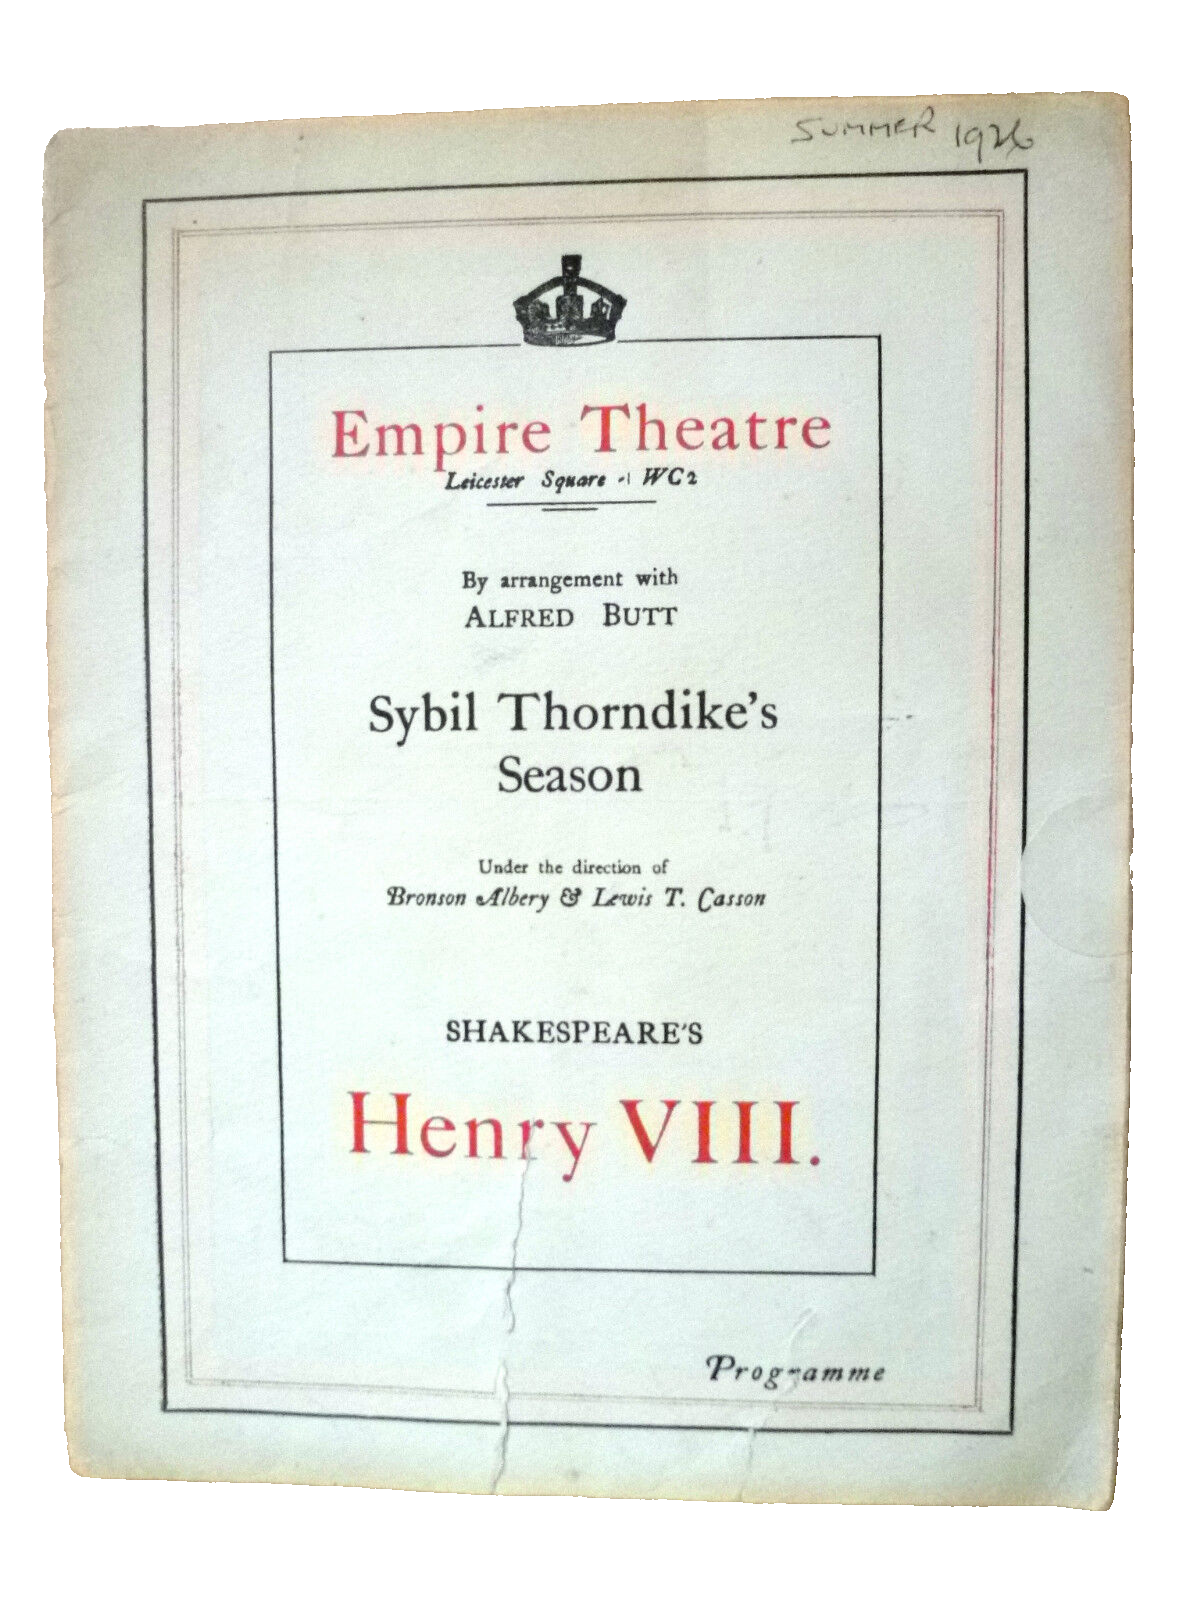 SUMMER 1926
Empire Theatre
Leicester Square - WC2
By arrangement with
ALFRED BUTT
Sybil Thorndike's
Season
Under the direction of
Bronson Albery & Lewis T. Casson
SHAKESPEARE'S
Henry VIII.
Programme